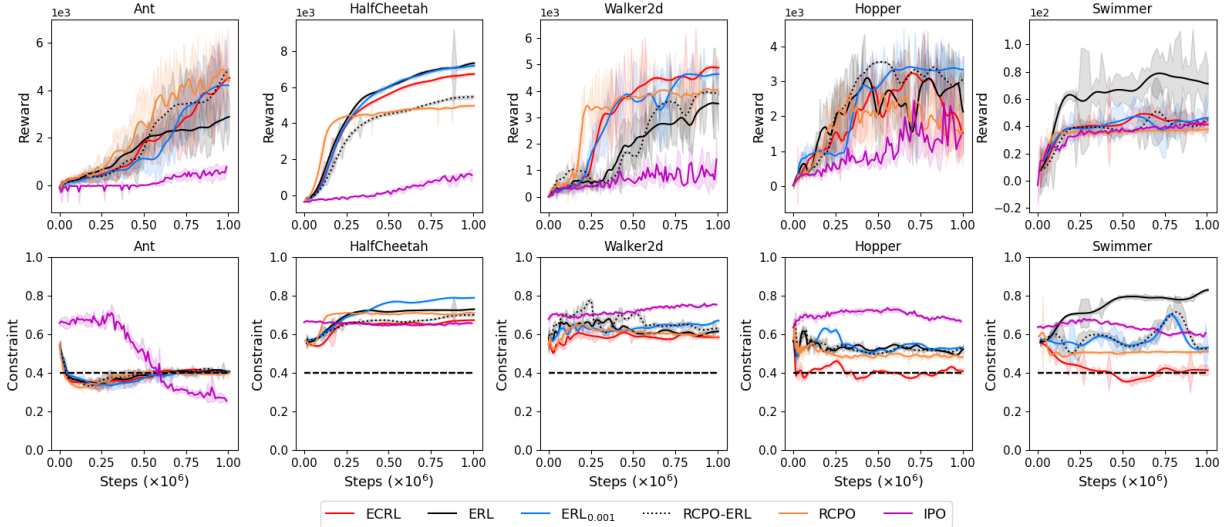 Ant HalfCheetah Walker2d Hopper Swimmer
1e3 1e3 1e3 1e3 1e2
Reward Reward Reward Reward Reward
6 4 2 0
8 6 4 2 0
6 4 2 0
4 3 2 1 0
1.0 0.8 0.6 0.4 0.2 0.0 −0.2
0.00 0.25 0.50 0.75 1.00 0.00 0.25 0.50 0.75 1.00 0.00 0.25 0.50 0.75 1.00 0.00 0.25 0.50 0.75 1.00 0.00 0.25 0.50 0.75 1.00
Ant HalfCheetah Walker2d Hopper Swimmer
Constraint Constraint Constraint Constraint Constraint
1.0 0.8 0.6 0.4 0.2 0.0
1.0 0.8 0.6 0.4 0.2 0.0
1.0 0.8 0.6 0.4 0.2 0.0
1.0 0.8 0.6 0.4 0.2 0.0
1.0 0.8 0.6 0.4 0.2 0.0
0.00 0.25 0.50 0.75 1.00 0.00 0.25 0.50 0.75 1.00 0.00 0.25 0.50 0.75 1.00 0.00 0.25 0.50 0.75 1.00 0.00 0.25 0.50 0.75 1.00
Steps (×10⁶) Steps (×10⁶) Steps (×10⁶) Steps (×10⁶) Steps (×10⁶)
ECRL ERL ERL₀.₀₀₁ RCPO-ERL RCPO IPO